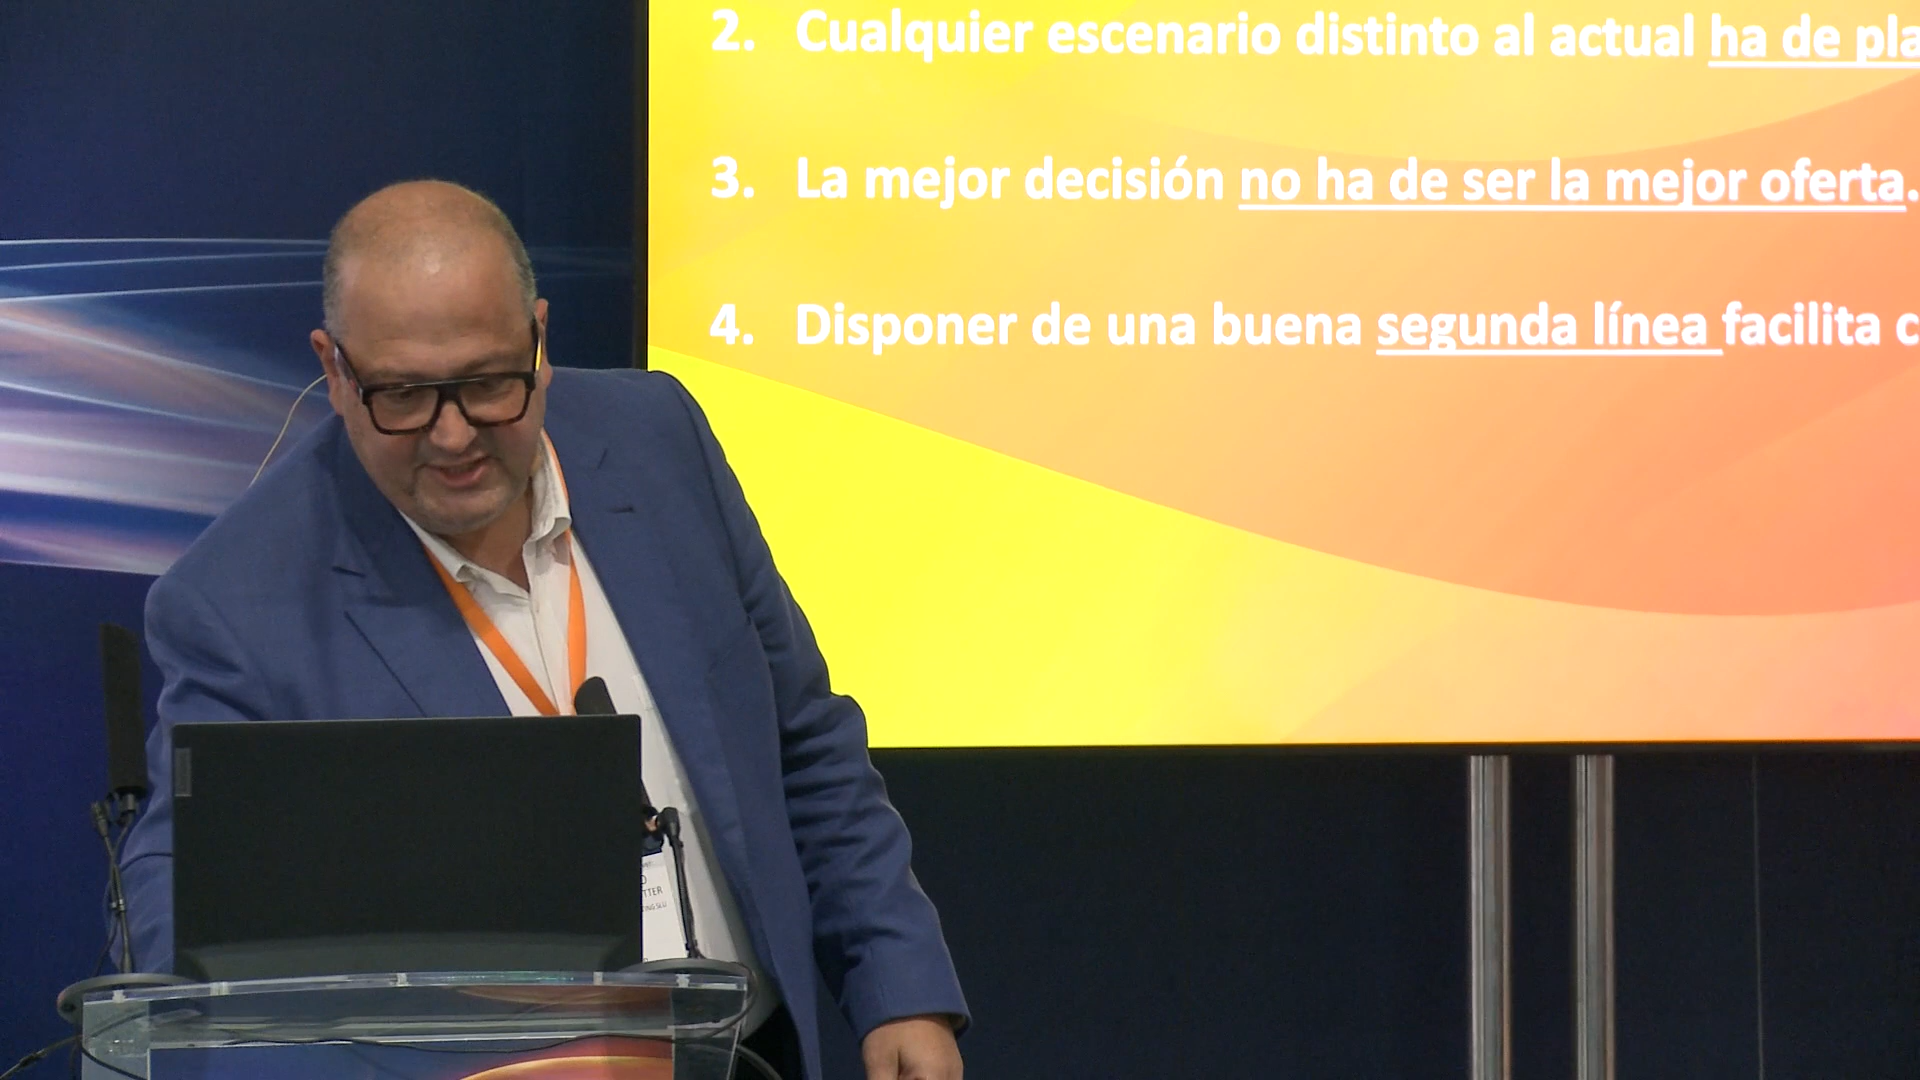 2. Cualquier escenario distinto al actual ha de pla
3. La mejor decisión no ha de ser la mejor oferta.
4. Disponer de una buena segunda línea facilita c
TTER